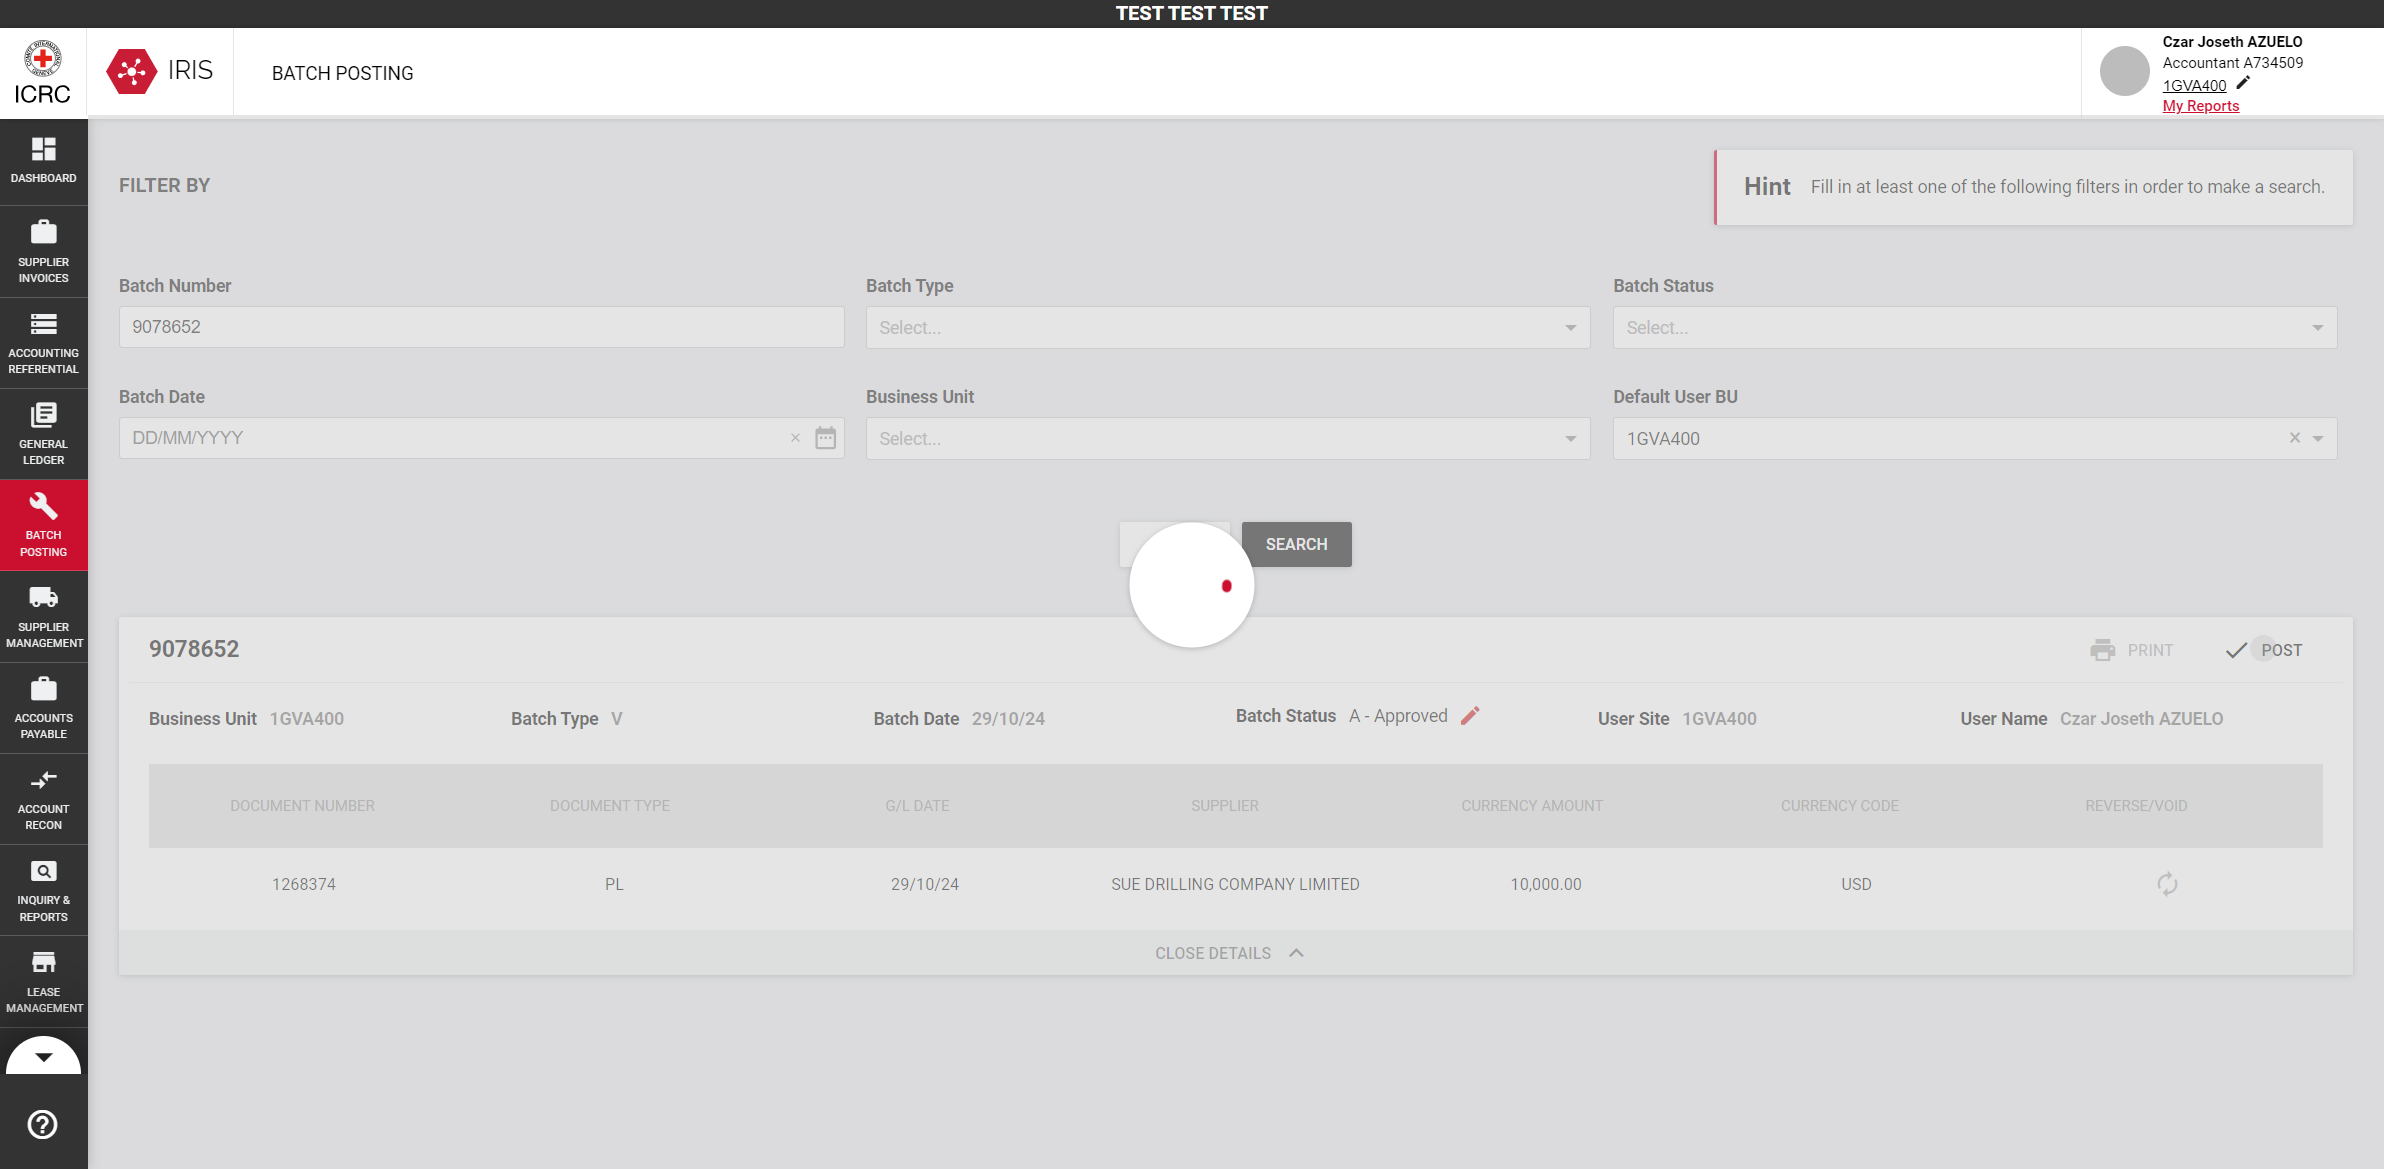 TEST TEST TEST
ICRC
IRIS
BATCH POSTING
Czar Joseth AZUELO
Accountant A734509
1GVA400
My Reports
DASHBOARD
SUPPLIER
INVOICES
ACCOUNTING
REFERENTIAL
GENERAL
LEDGER
BATCH
POSTING
SUPPLIER
MANAGEMENT
ACCOUNTS
PAYABLE
ACCOUNT
RECON
INQUIRY &
REPORTS
LEASE
MANAGEMENT
FILTER BY
Hint Fill in at least one of the following filters in order to make a search.
Batch Number Batch Type Batch Status
9078652 Select... Select...
Batch Date Business Unit Default User BU
DD/MM/YYYY Select... 1GVA400
SEARCH
9078652 PRINT POST
Business Unit 1GVA400 Batch Type V Batch Date 29/10/24 Batch Status A - Approved User Site 1GVA400 User Name Czar Joseth AZUELO
DOCUMENT NUMBER DOCUMENT TYPE G/L DATE SUPPLIER CURRENCY AMOUNT CURRENCY CODE REVERSE/VOID
1268374 PL 29/10/24 SUE DRILLING COMPANY LIMITED 10,000.00 USD
CLOSE DETAILS